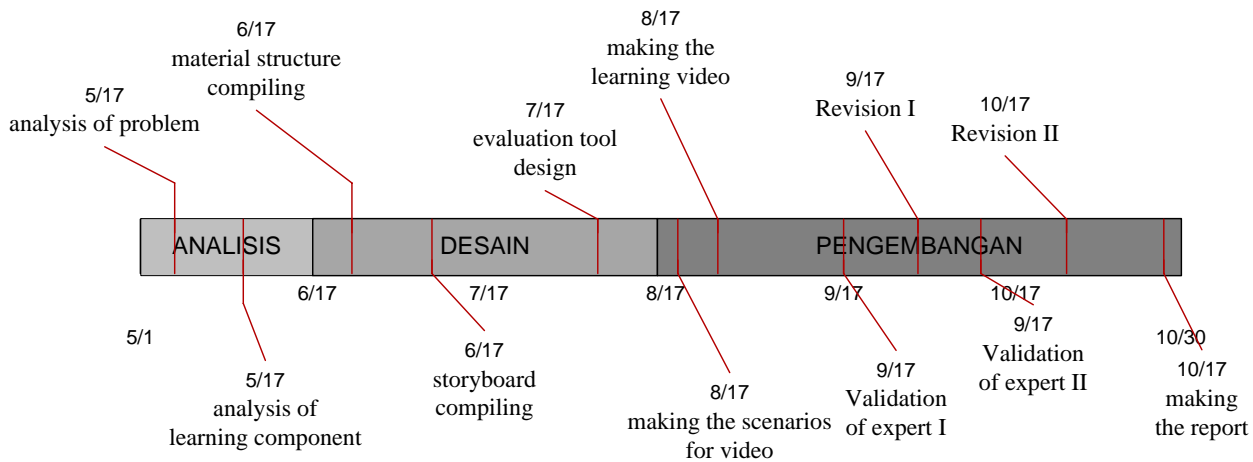 8/17
making the
learning video
6/17
material structure
compiling
9/17
Revision I
10/17
Revision II
5/17
analysis of problem
7/17
evaluation tool
design
ANALISIS
DESAIN
PENGEMBANGAN
6/17
7/17
8/17
9/17
10/17
5/1
10/30
5/17
analysis of
learning component
6/17
storyboard
compiling
8/17
making the scenarios
for video
9/17
Validation
of expert I
9/17
Validation
of expert II
10/17
making
the report